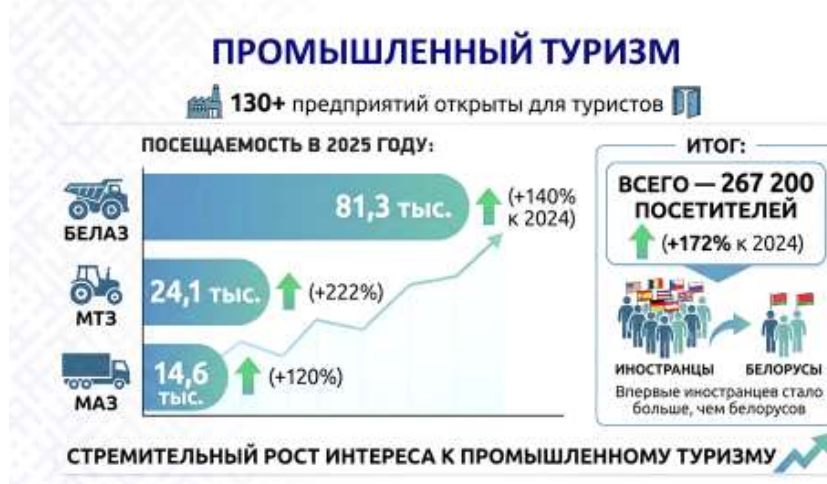 ПРОМЫШЛЕННЫЙ ТУРИЗМ
130+ предприятий открыты для туристов
ПОСЕЩАЕМОСТЬ В 2025 ГОДУ:
БЕЛАЗ
81,3 тыс.
(+140%
к 2024)
МТЗ
24,1 тыс.
(+222%)
МАЗ
14,6
тыс.
(+120%)
ИТОГ:
ВСЕГО — 267 200
ПОСЕТИТЕЛЕЙ
(+172% к 2024)
ИНОСТРАНЦЫ
БЕЛОРУСЫ
Впервые иностранцев стало
больше, чем белорусов
СТРЕМИТЕЛЬНЫЙ РОСТ ИНТЕРЕСА К ПРОМЫШЛЕННОМУ ТУРИЗМУ